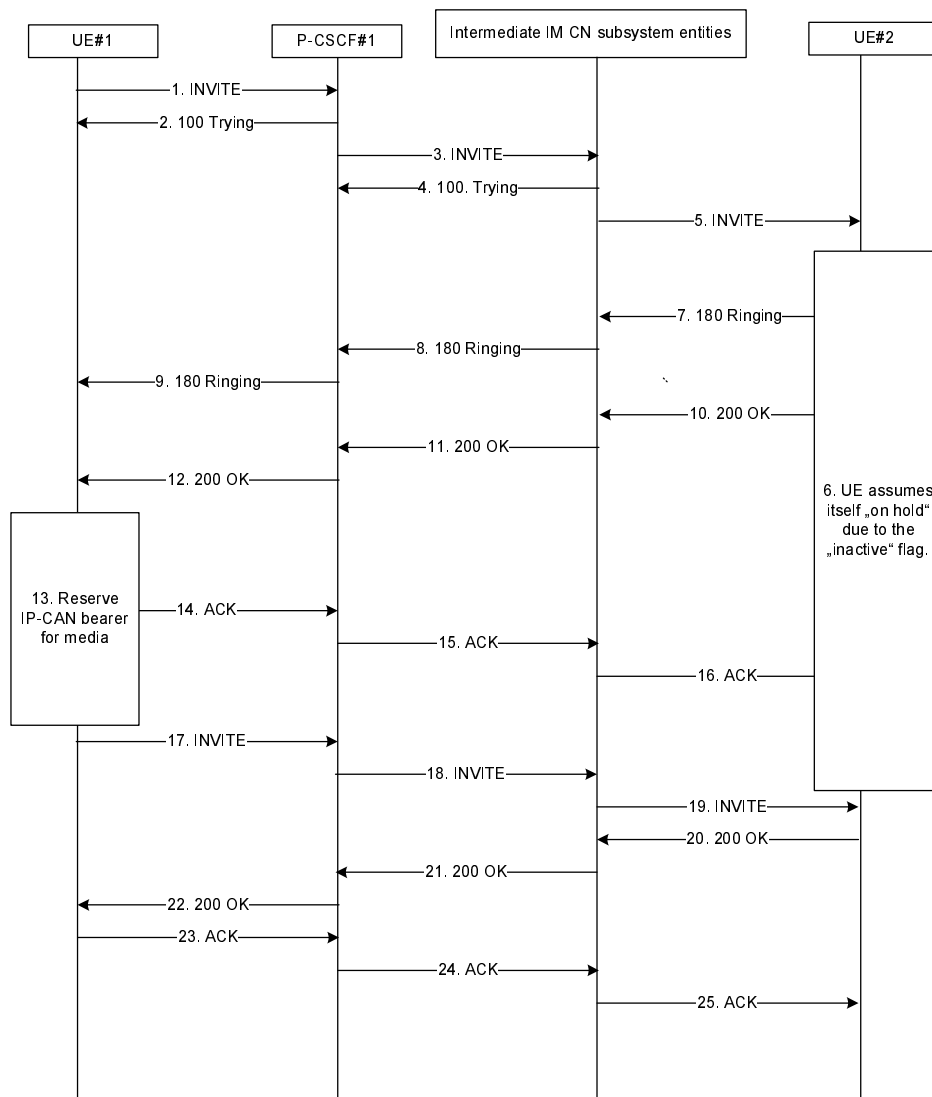 UE#1
P-CSCF#1
Intermediate IM CN subsystem entities
UE#2
1. INVITE
2. 100 Trying
3. INVITE
4. 100. Trying
5. INVITE
7. 180 Ringing
8. 180 Ringing
9. 180 Ringing
10. 200 OK
11. 200 OK
12. 200 OK
6. UE assumes
itself „on hold“
due to the
„inactive“ flag.
13. Reserve
IP-CAN bearer
for media
14. ACK
15. ACK
16. ACK
17. INVITE
18. INVITE
19. INVITE
20. 200 OK
21. 200 OK
22. 200 OK
23. ACK
24. ACK
25. ACK